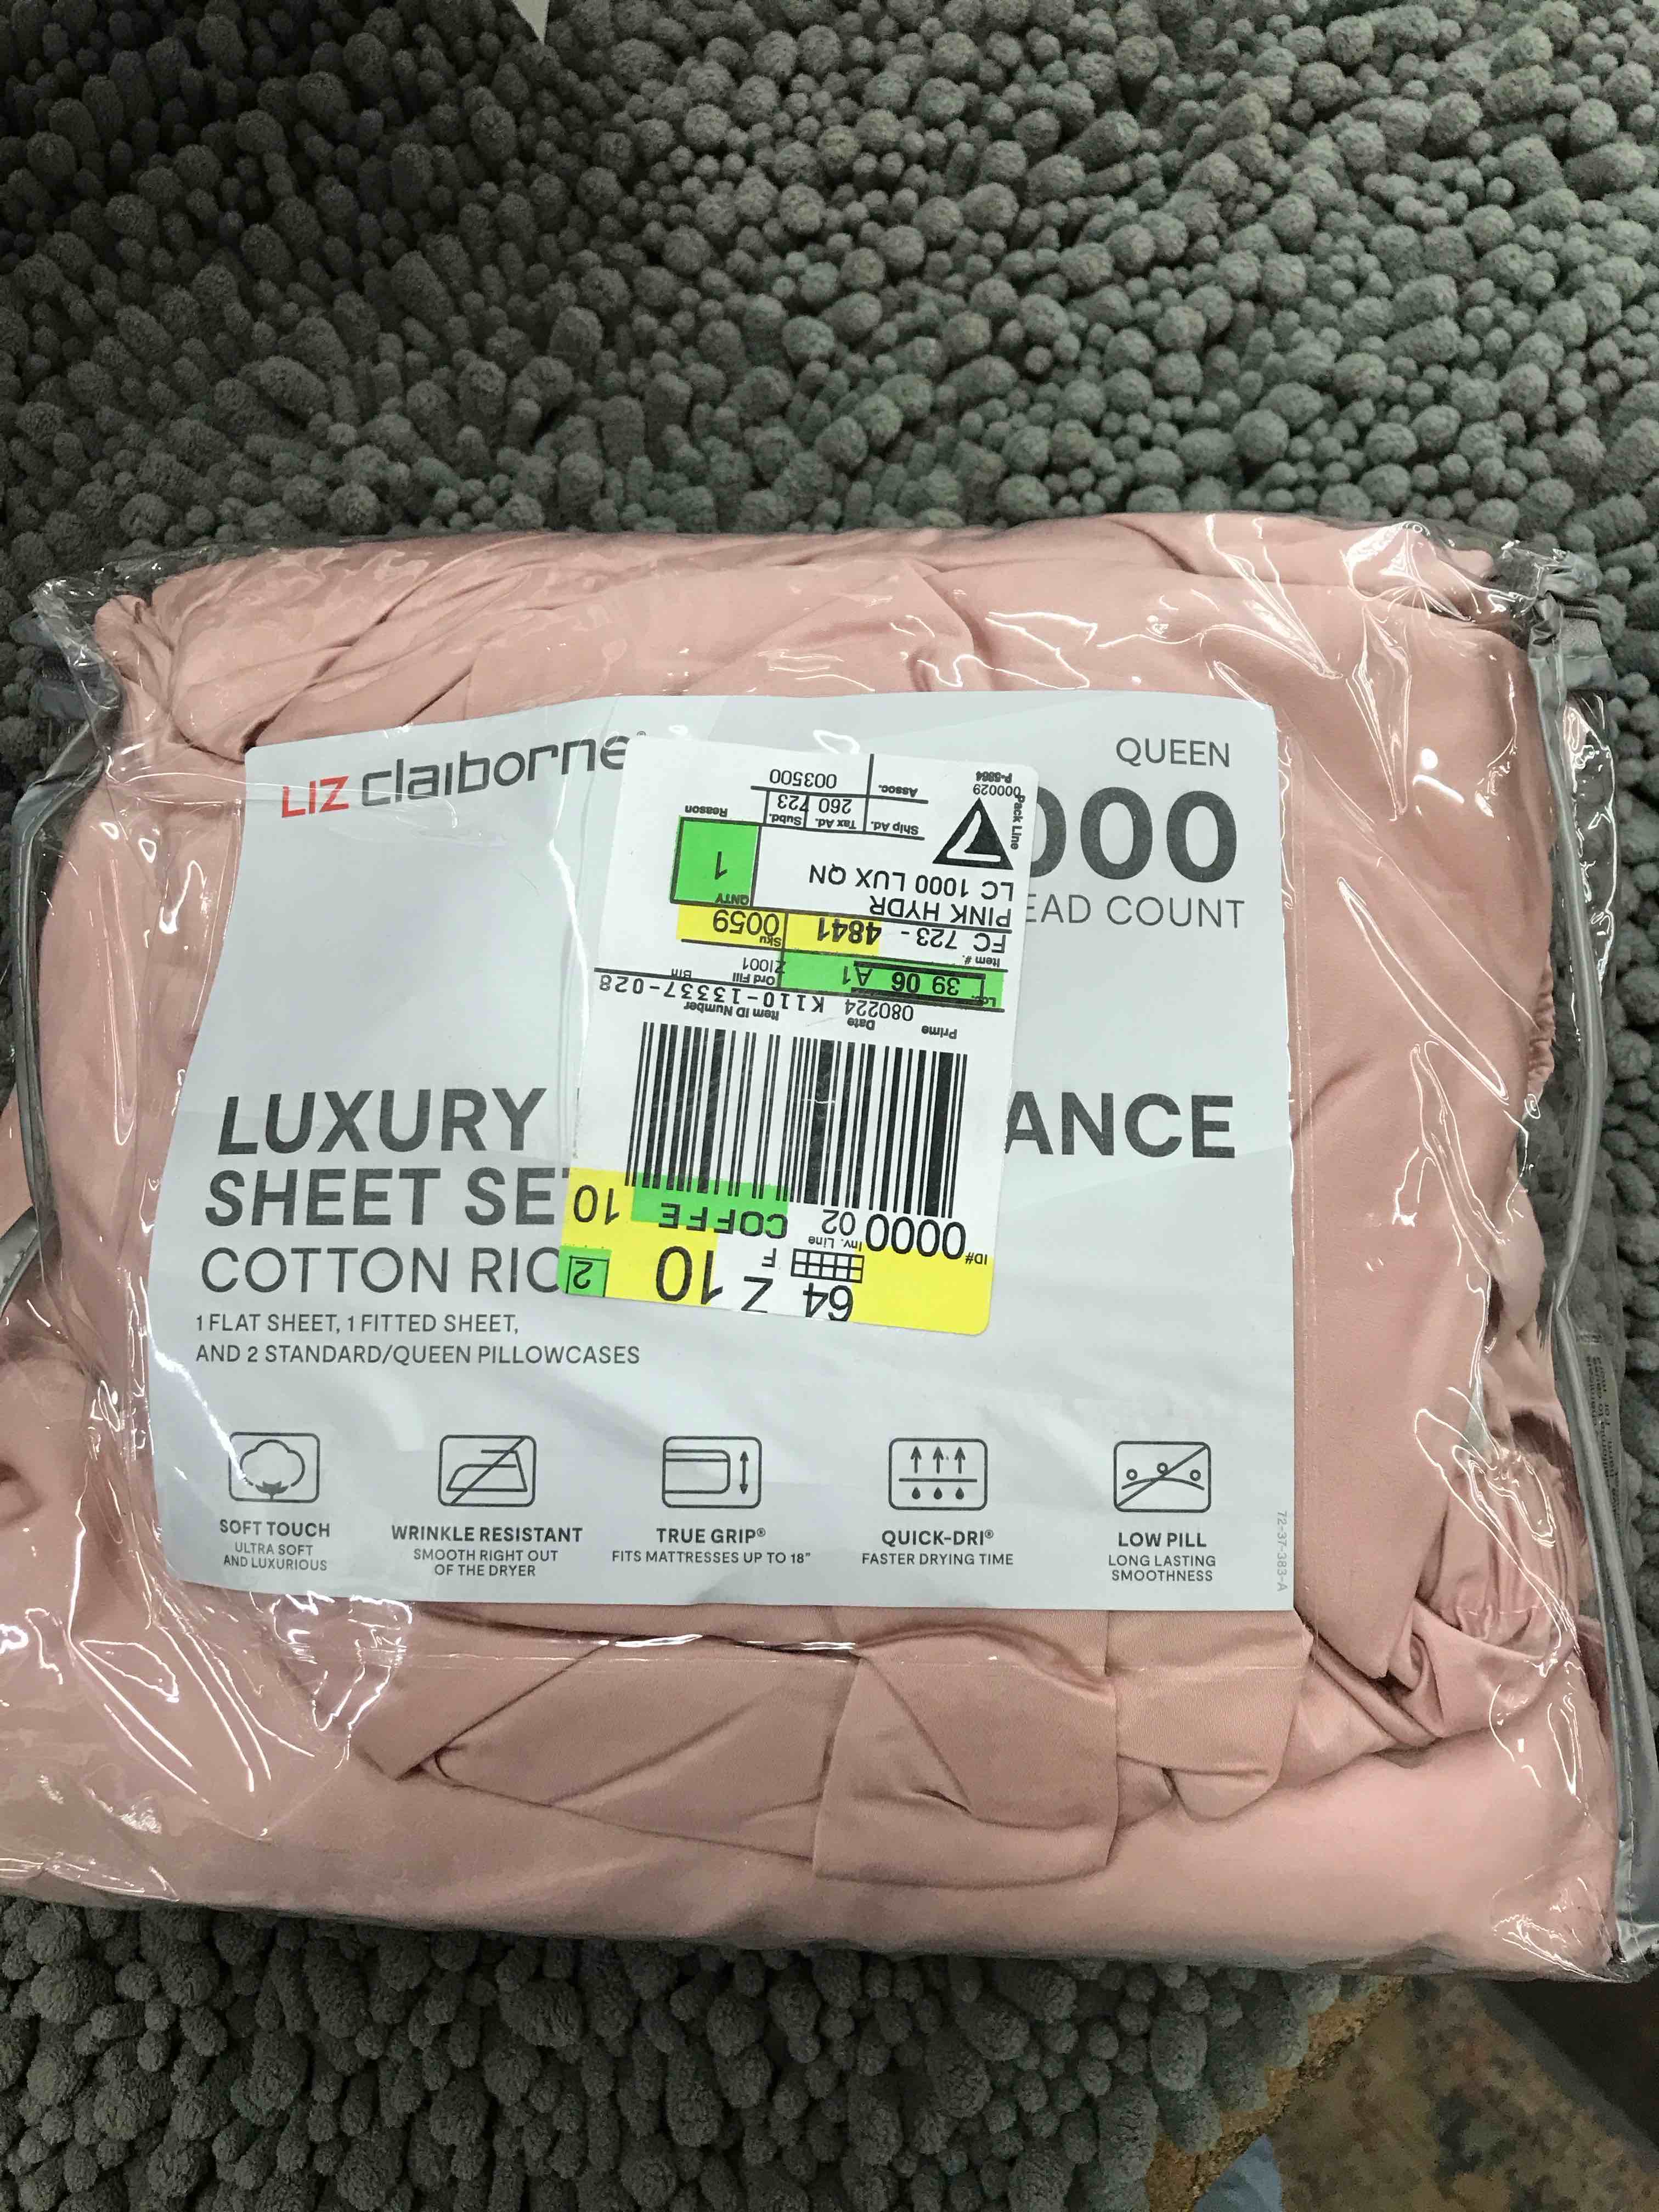 LIZ claiborne
QUEEN
000
EAD COUNT
LUXURY ANCE
SHEET SE
COTTON RIC
1 FLAT SHEET, 1 FITTED SHEET,
AND 2 STANDARD/QUEEN PILLOWCASES
SOFT TOUCH
ULTRA SOFT
AND LUXURIOUS
WRINKLE RESISTANT
SMOOTH RIGHT OUT
OF THE DRYER
TRUE GRIP®
FITS MATTRESSES UP TO 18"
QUICK-DRI®
FASTER DRYING TIME
LOW PILL
LONG LASTING
SMOOTHNESS
72-37-383-A
64 Z 10 2
F
ID# 0000 Inv. Line 02 COFFE 10
Prime Date Item ID Number
080224 K110-13337-028
Loc. 39 06 A1 Ord Fill ZI001 Biff
Item #. Sku
FC 723 - 4841 0059
PINK HYDR QNTY
LC 1000 LUX QN 1
Pack Line Ship Ad. Tax Ad. Subd. Reason
260 723
000029 Assoc. 003500
P-5984